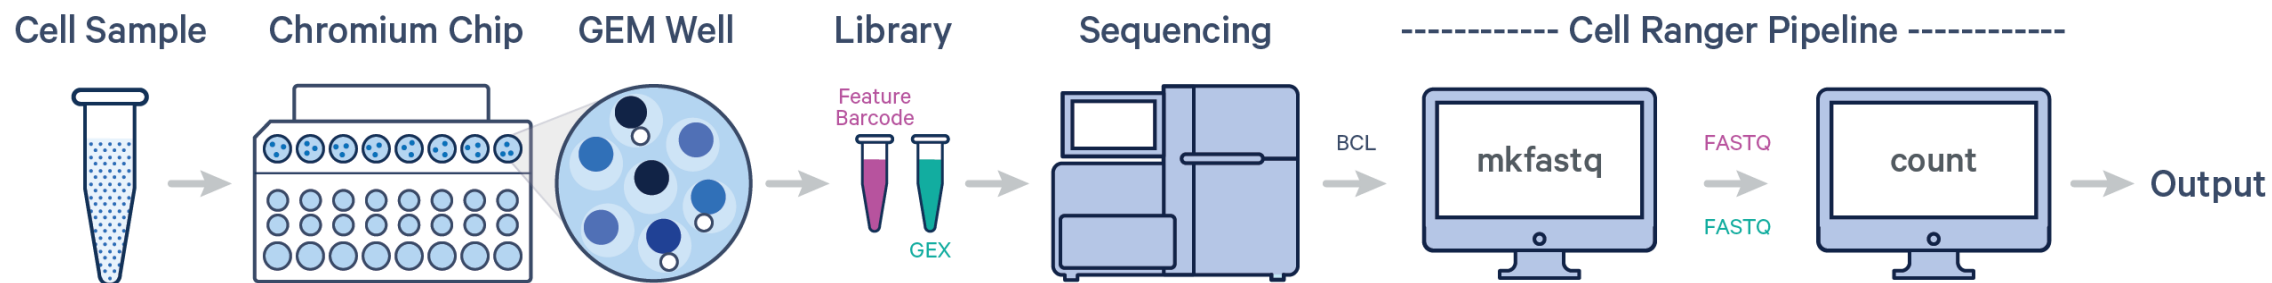 Cell Sample
Chromium Chip
GEM Well
Library
Sequencing
----------- Cell Ranger Pipeline -----------
Feature
Barcode
GEX
BCL
mkfastq
FASTQ
FASTQ
count
Output